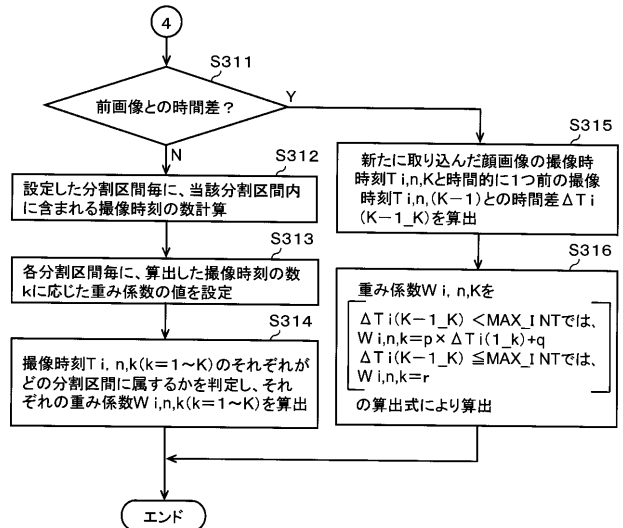 4
S311
前画像との時間差？
Y
N
S312
設定した分割区間毎に、当該分割区間内
に含まれる撮像時刻の数計算
S313
各分割区間毎に、算出した撮像時刻の数
kに応じた重み係数の値を設定
S314
撮像時刻Ti, n,k(k=1～K)のそれぞれが
どの分割区間に属するかを判定し、それ
ぞれの重み係数Wi,n,k(k=1～K)を算出
S315
新たに取り込んだ顔画像の撮像時
時刻Ti,n,Kと時間的に1つ前の撮像
時刻Ti,n,(K−1)との時間差ΔTi
(K−1_K)を算出
S316
重み係数Wi, n,Kを
ΔTi(K−1_K) <MAX_INTでは、
Wi,n,k=p×ΔTi(1_k)+q
ΔTi(K−1_K) ≦MAX_INTでは、
Wi,n,k=r
の算出式により算出
エンド